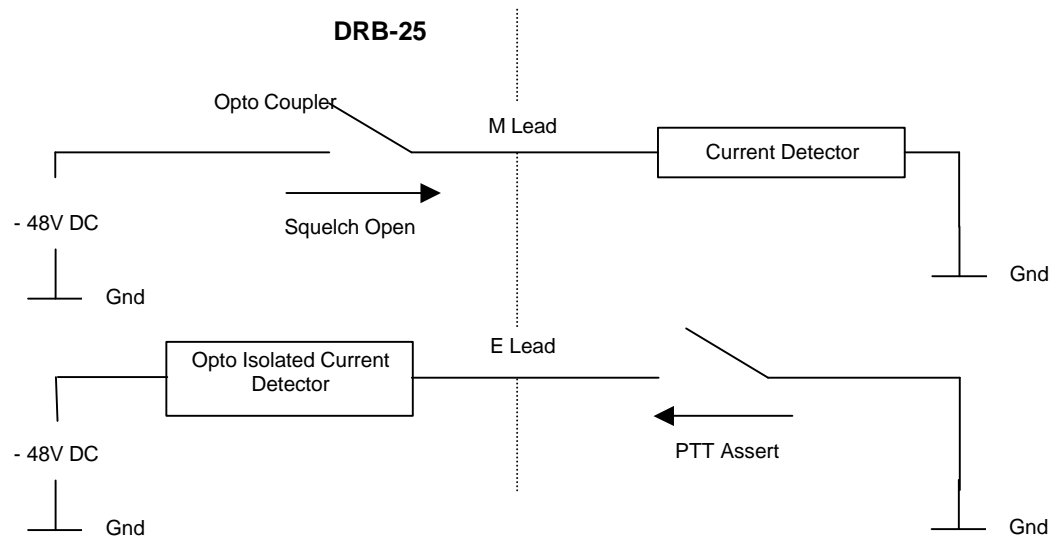 DRB-25
Opto Coupler
M Lead
Current Detector
- 48V DC
Squelch Open
Gnd
Gnd
E Lead
Opto Isolated Current
Detector
- 48V DC
PTT Assert
Gnd
Gnd